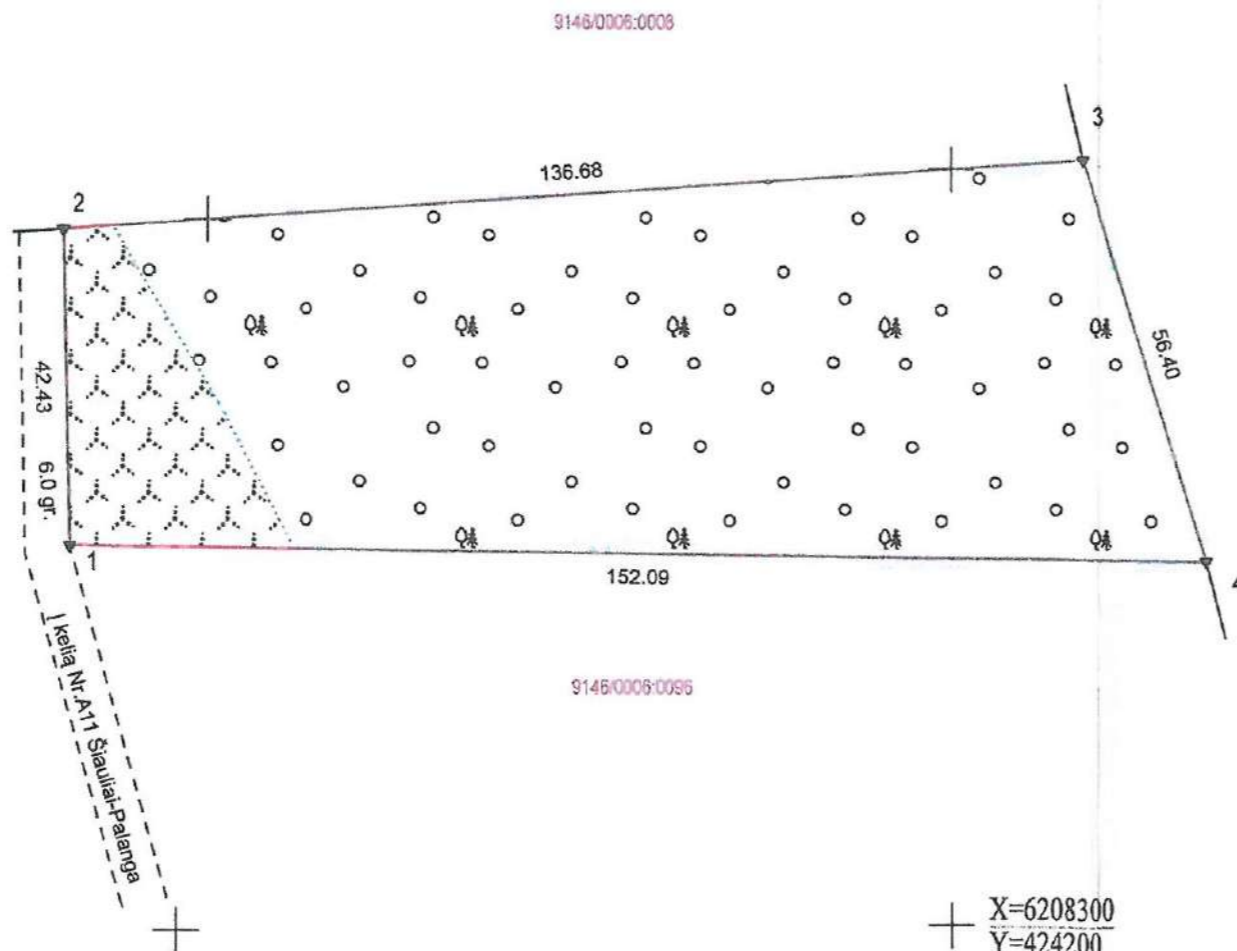 9146/0006:0008
3
136.68
2
56.40
42.43
6.0 gr.
1
152.09
4
Į kelią Nr.A11 Šiauliai-Palanga
9146/0006:0096
X=6208300
Y=424200